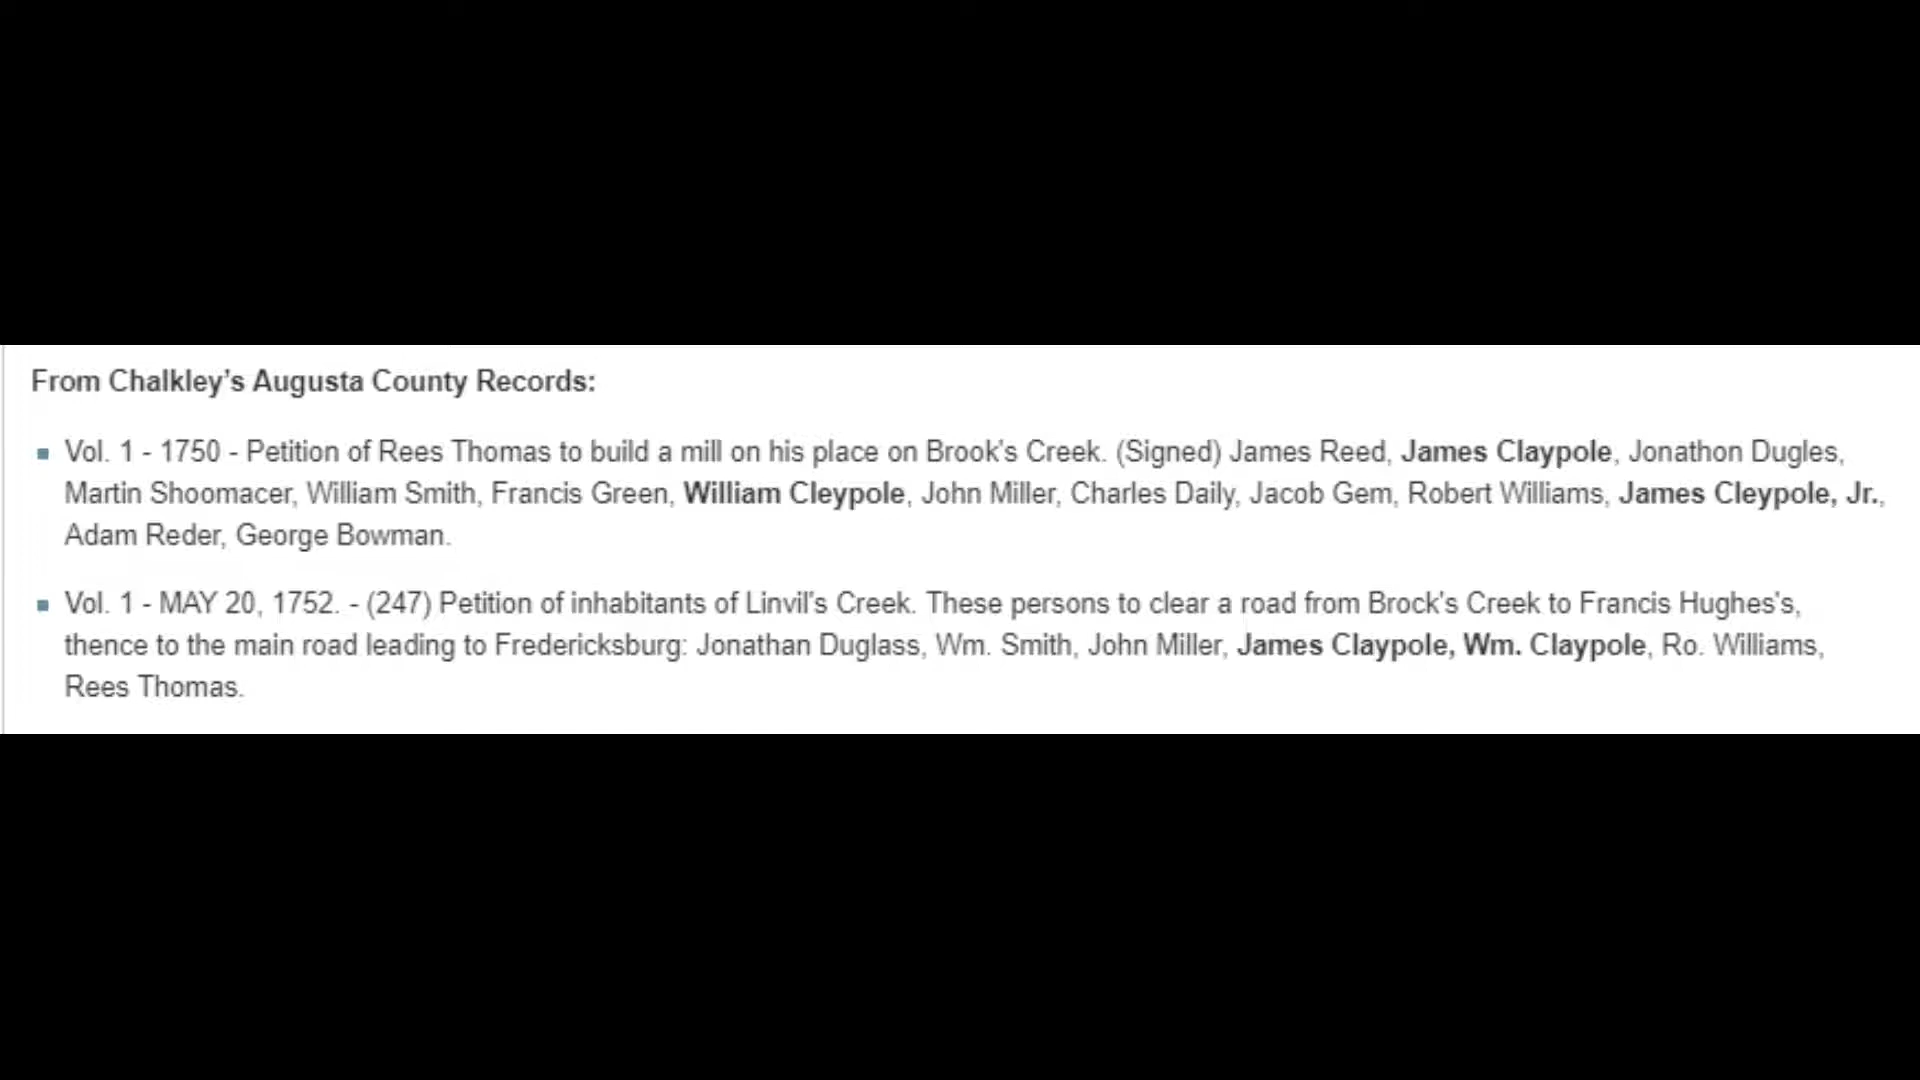 From Chalkley's Augusta County Records:
Vol. 1 - 1750 - Petition of Rees Thomas to build a mill on his place on Brook's Creek. (Signed) James Reed, James Claypole, Jonathon Dugles,
Martin Shoomacer, William Smith, Francis Green, William Cleypole, John Miller, Charles Daily, Jacob Gem, Robert Williams, James Cleypole, Jr.,
Adam Reder, George Bowman.
Vol. 1 - MAY 20, 1752. - (247) Petition of inhabitants of Linvil's Creek. These persons to clear a road from Brock's Creek to Francis Hughes's,
thence to the main road leading to Fredericksburg: Jonathan Duglass, Wm. Smith, John Miller, James Claypole, Wm. Claypole, Ro. Williams,
Rees Thomas.